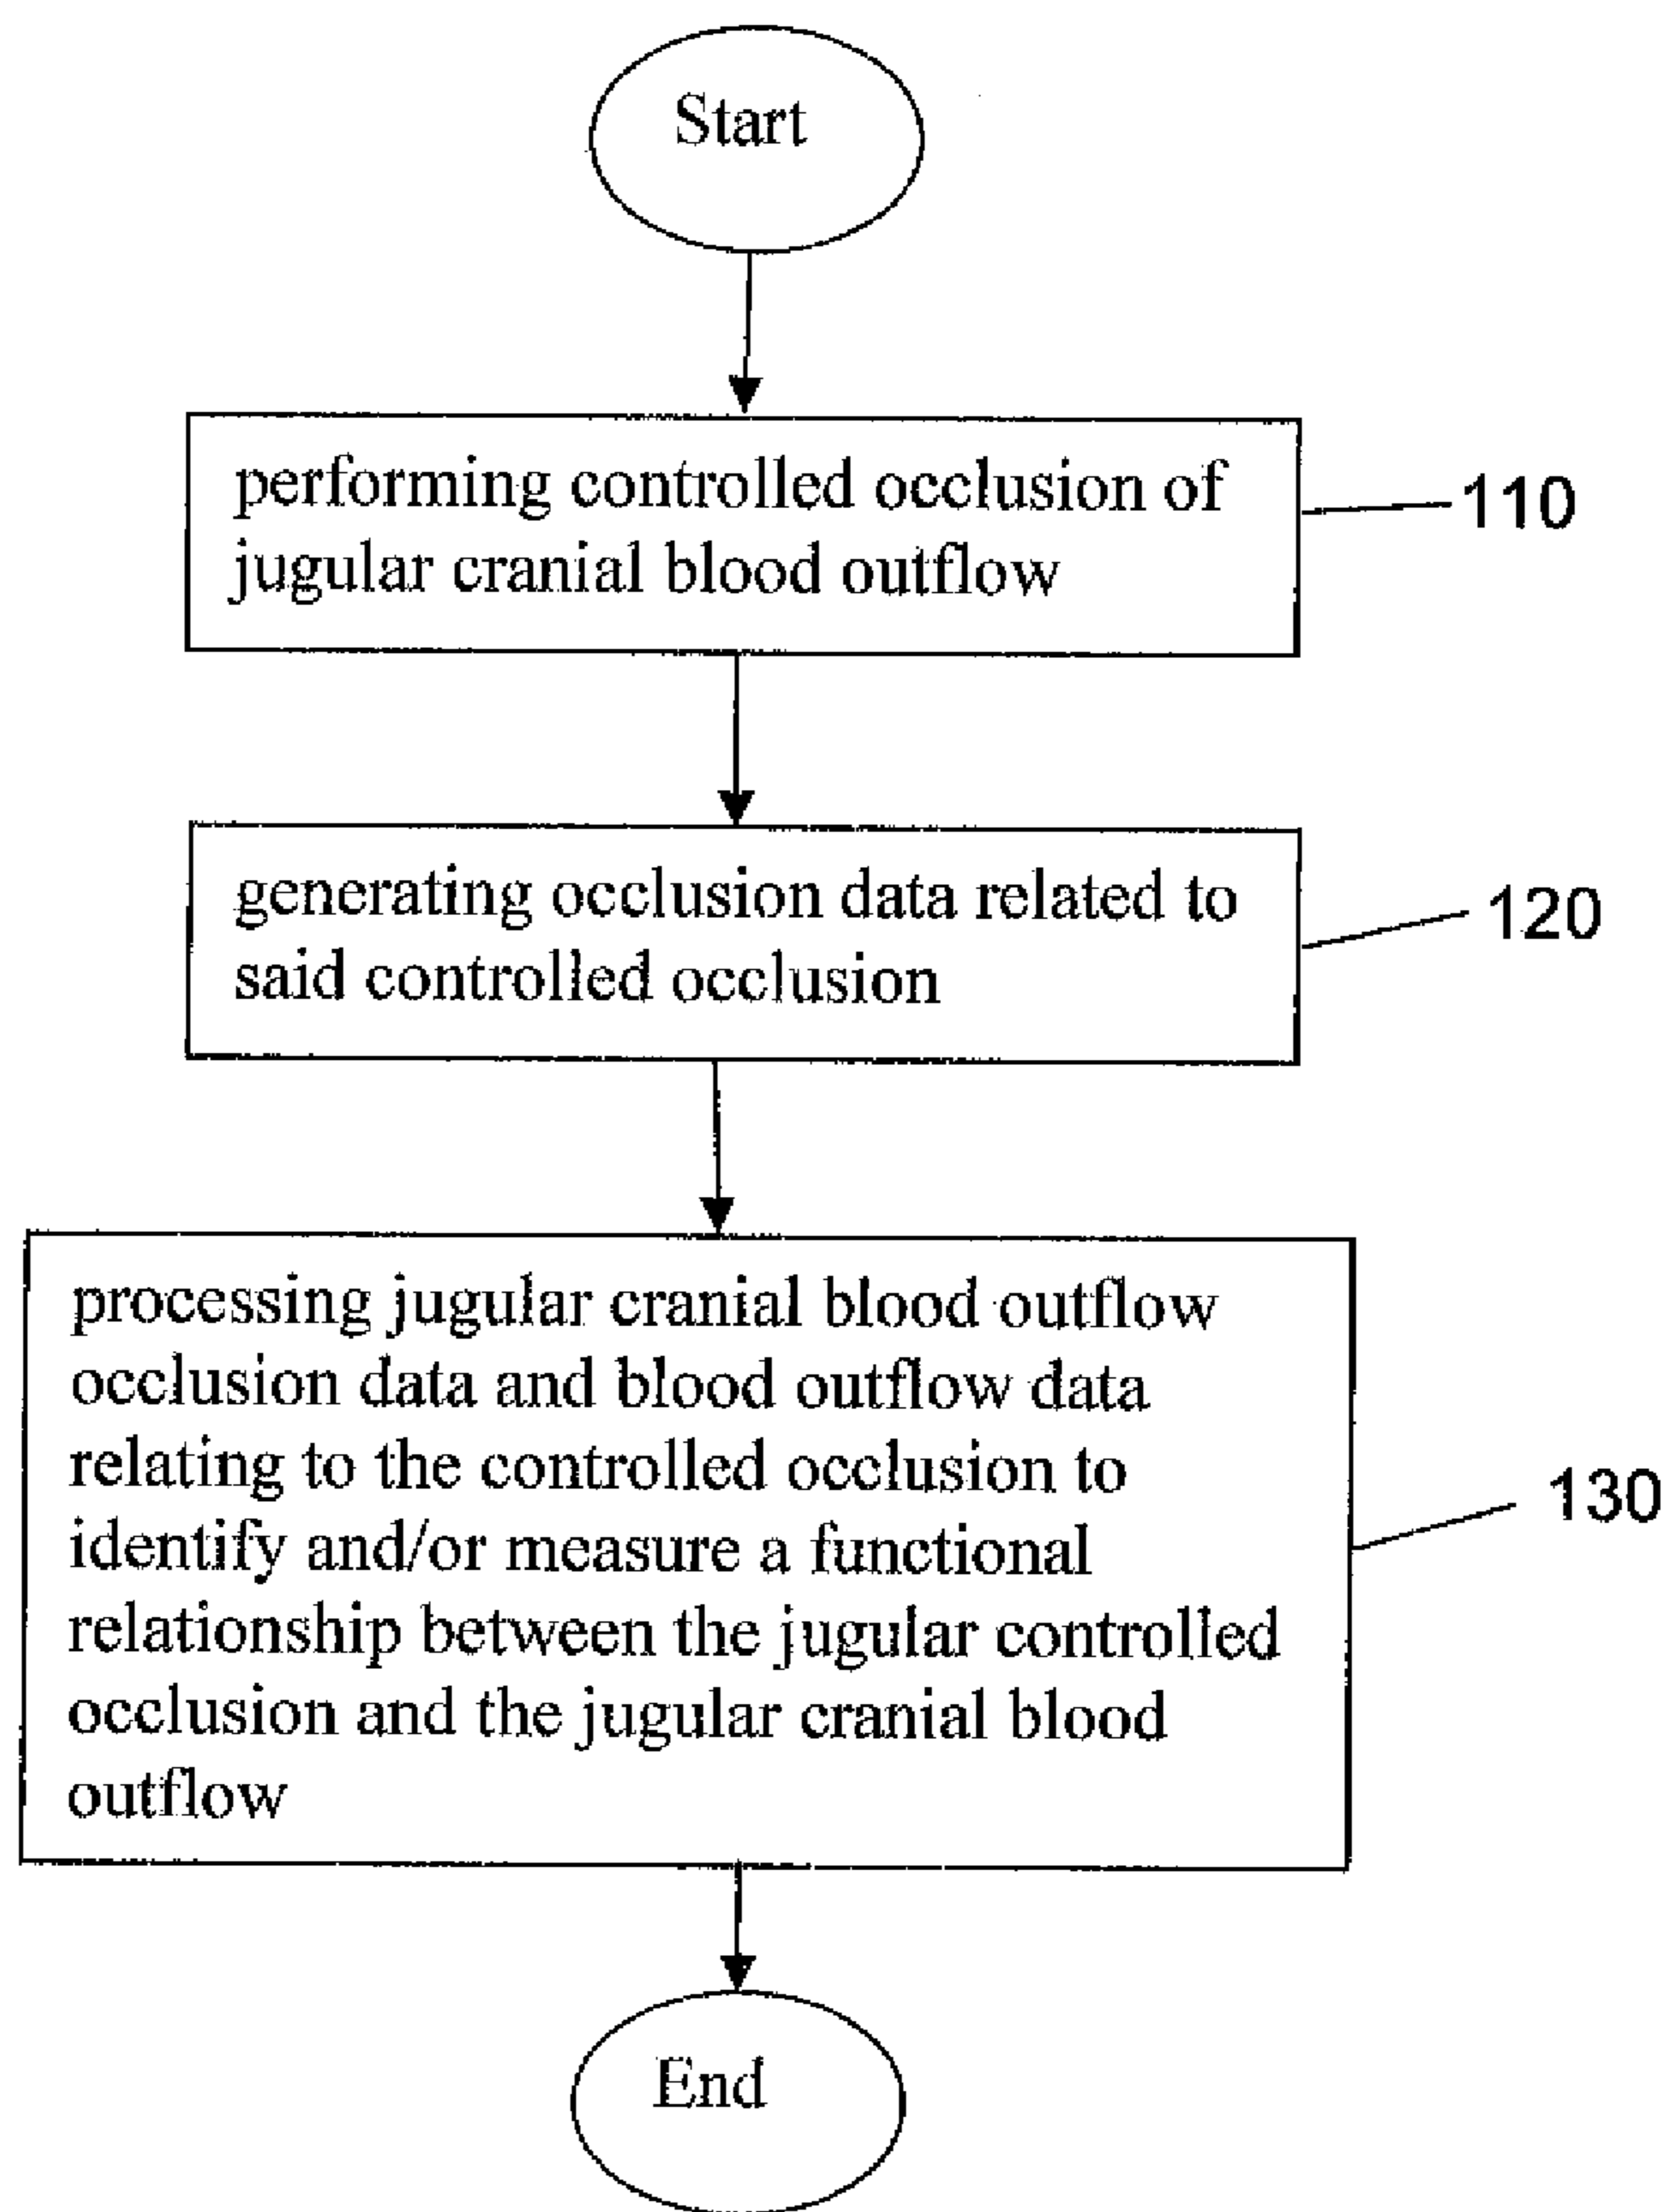 Start
performing controlled occlusion of
jugular cranial blood outflow
110
generating occlusion data related to
said controlled occlusion
120
processing jugular cranial blood outflow
occlusion data and blood outflow data
relating to the controlled occlusion to
identify and/or measure a functional
relationship between the jugular controlled
occlusion and the jugular cranial blood
outflow
130
End